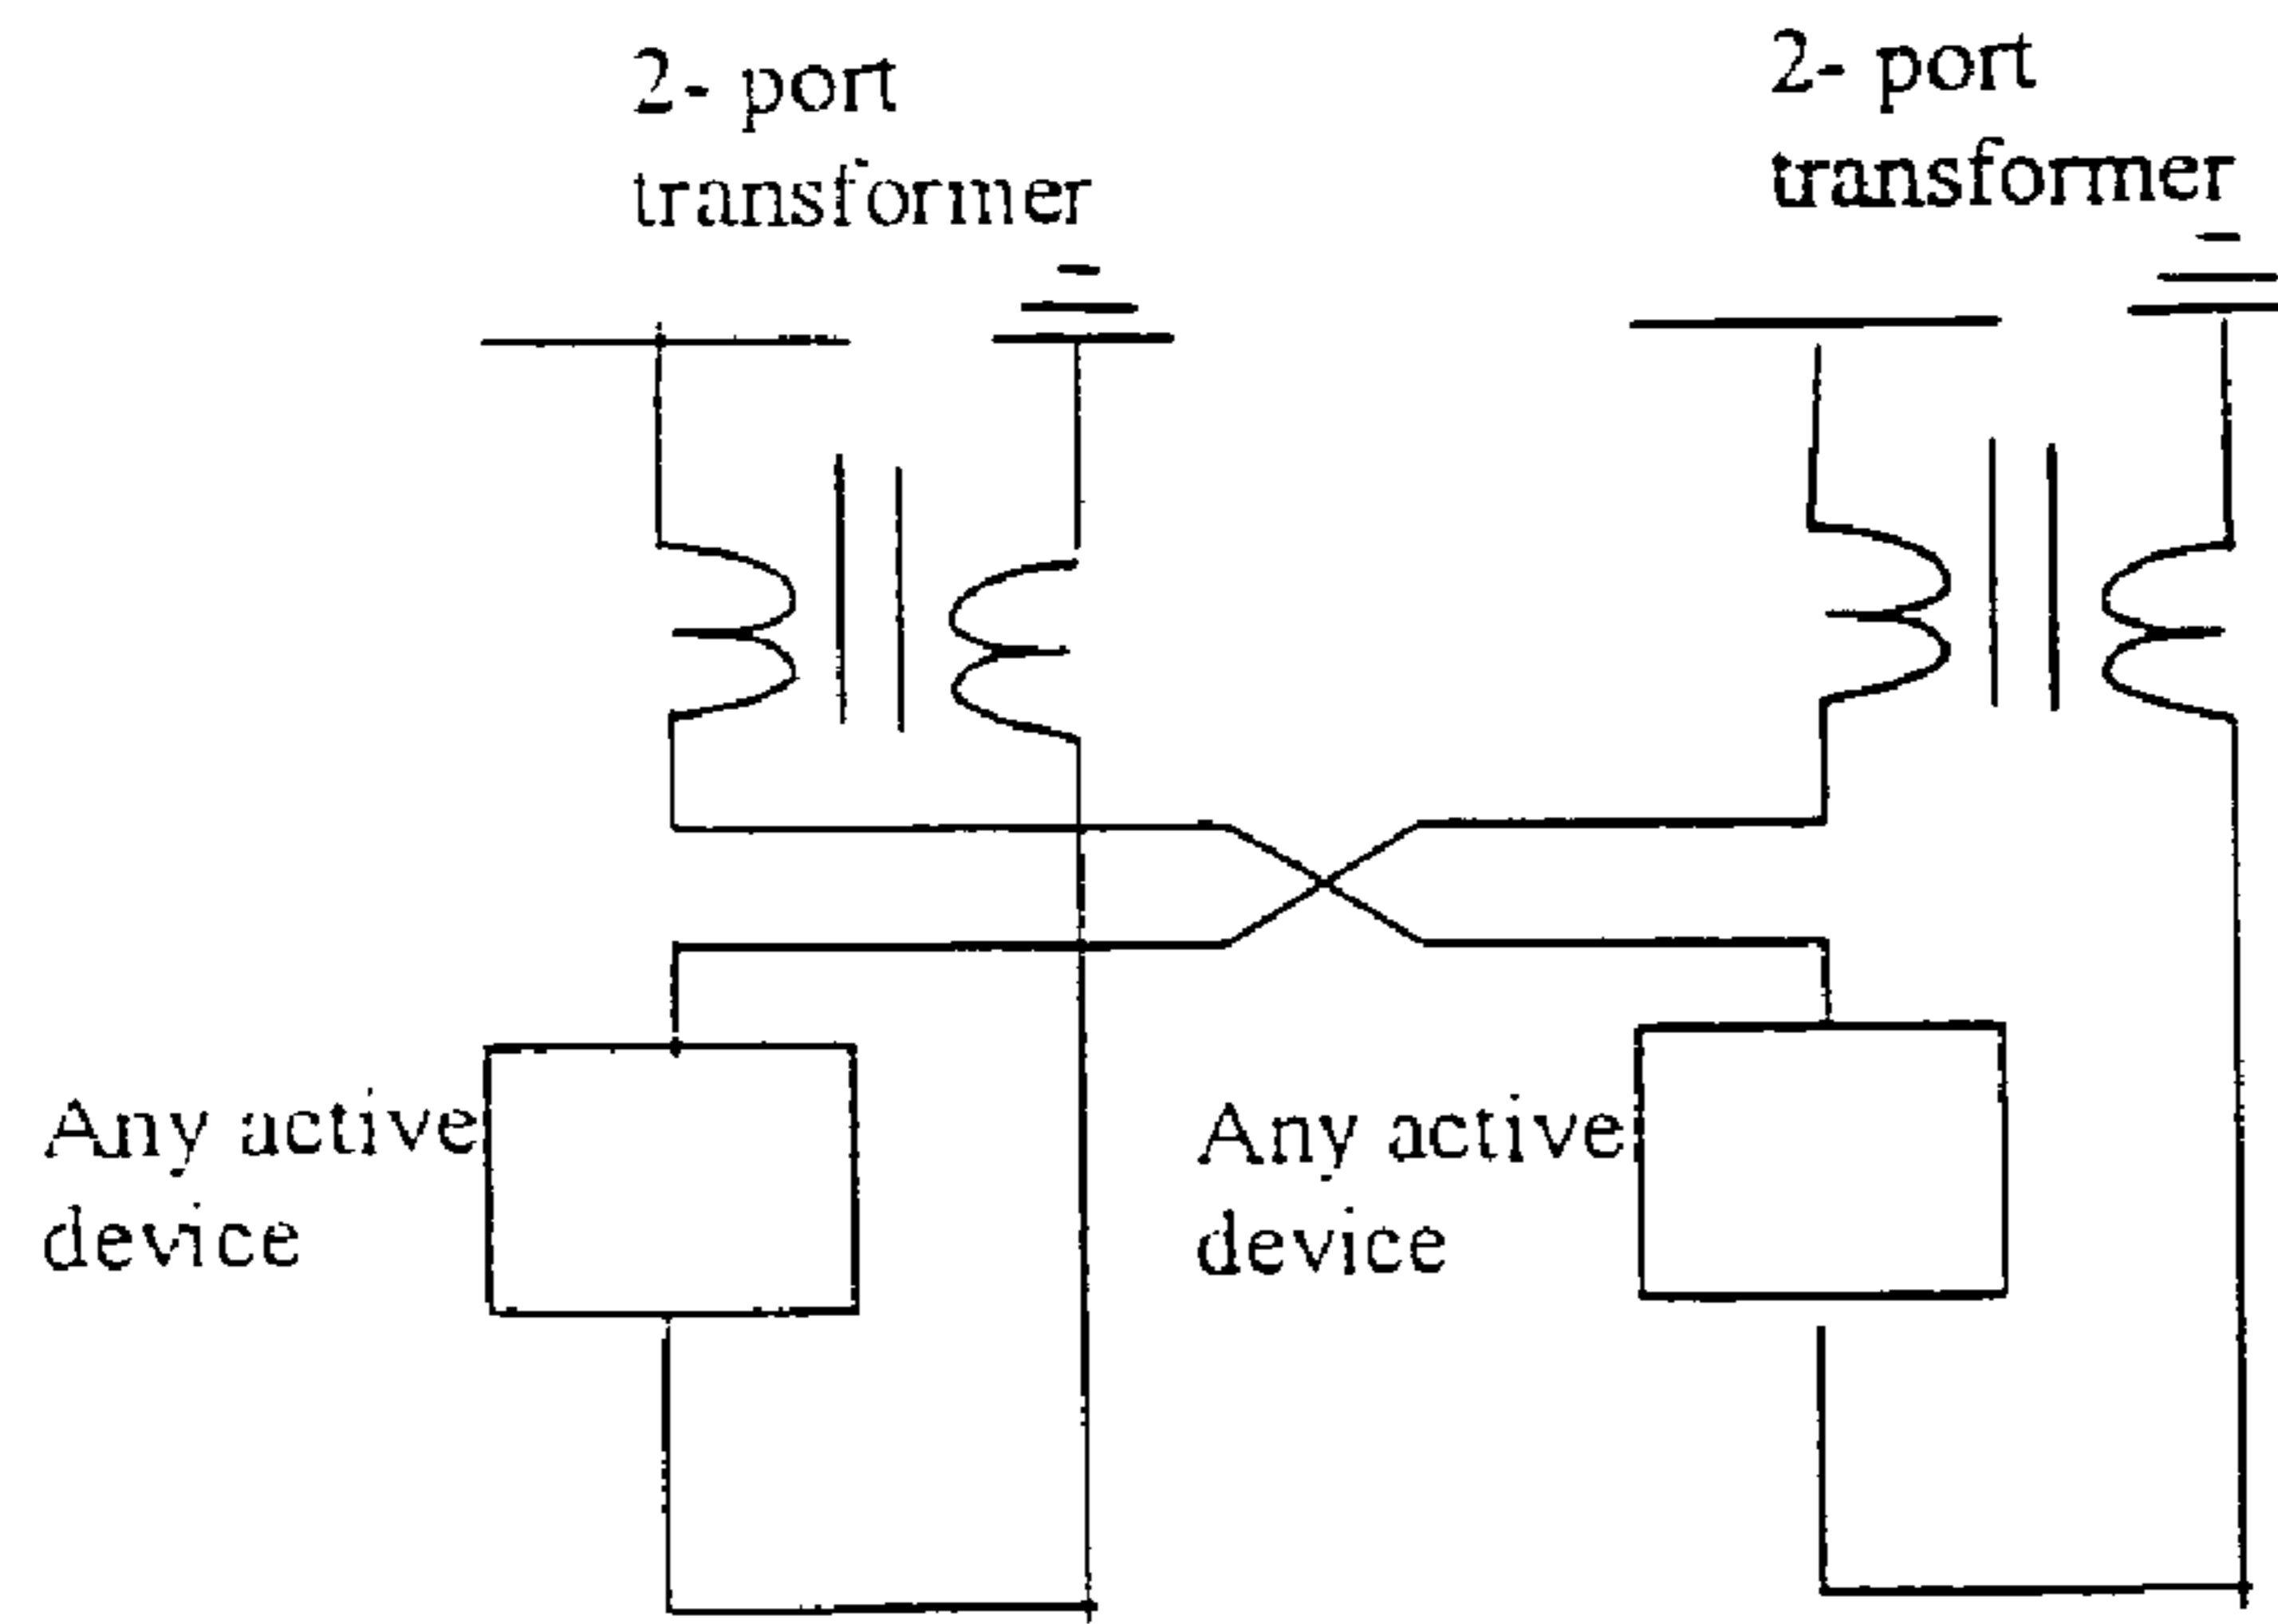 2- port
transformer
2- port
transformer
Any active
device
Any active
device